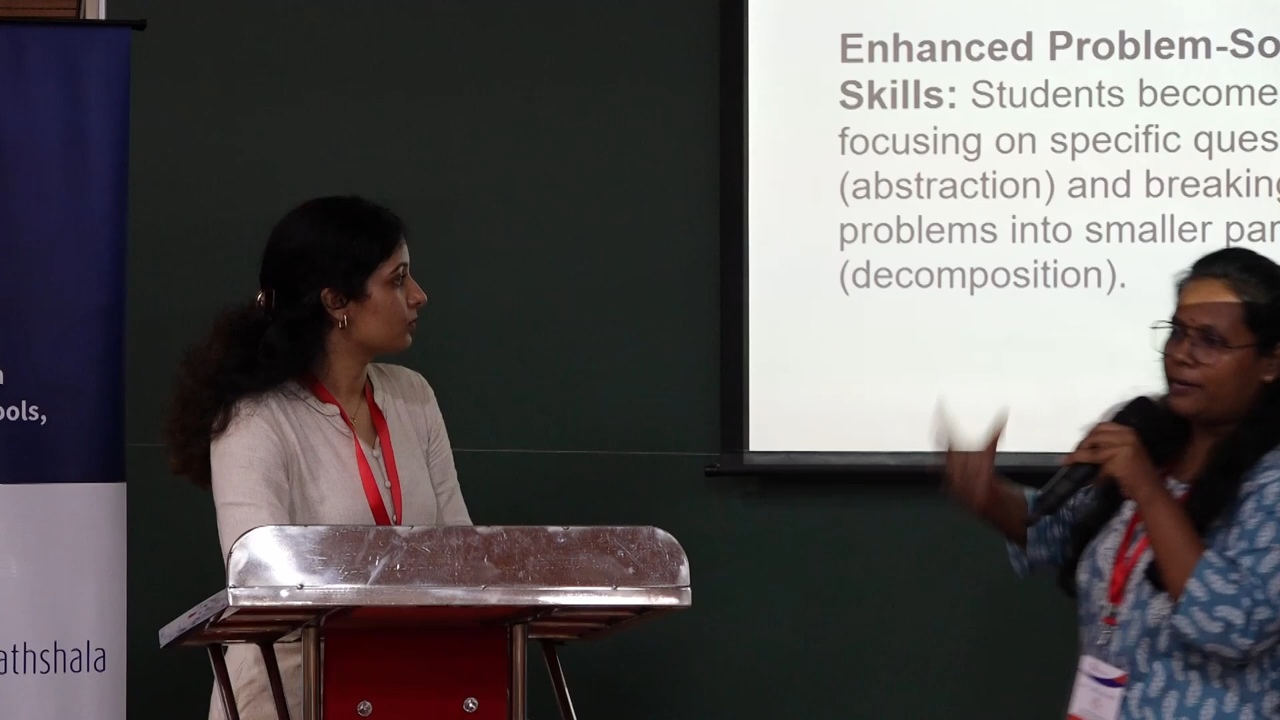 Enhanced Problem-So
Skills: Students become
focusing on specific ques
(abstraction) and breaking
problems into smaller par
(decomposition).
ools,
athshala